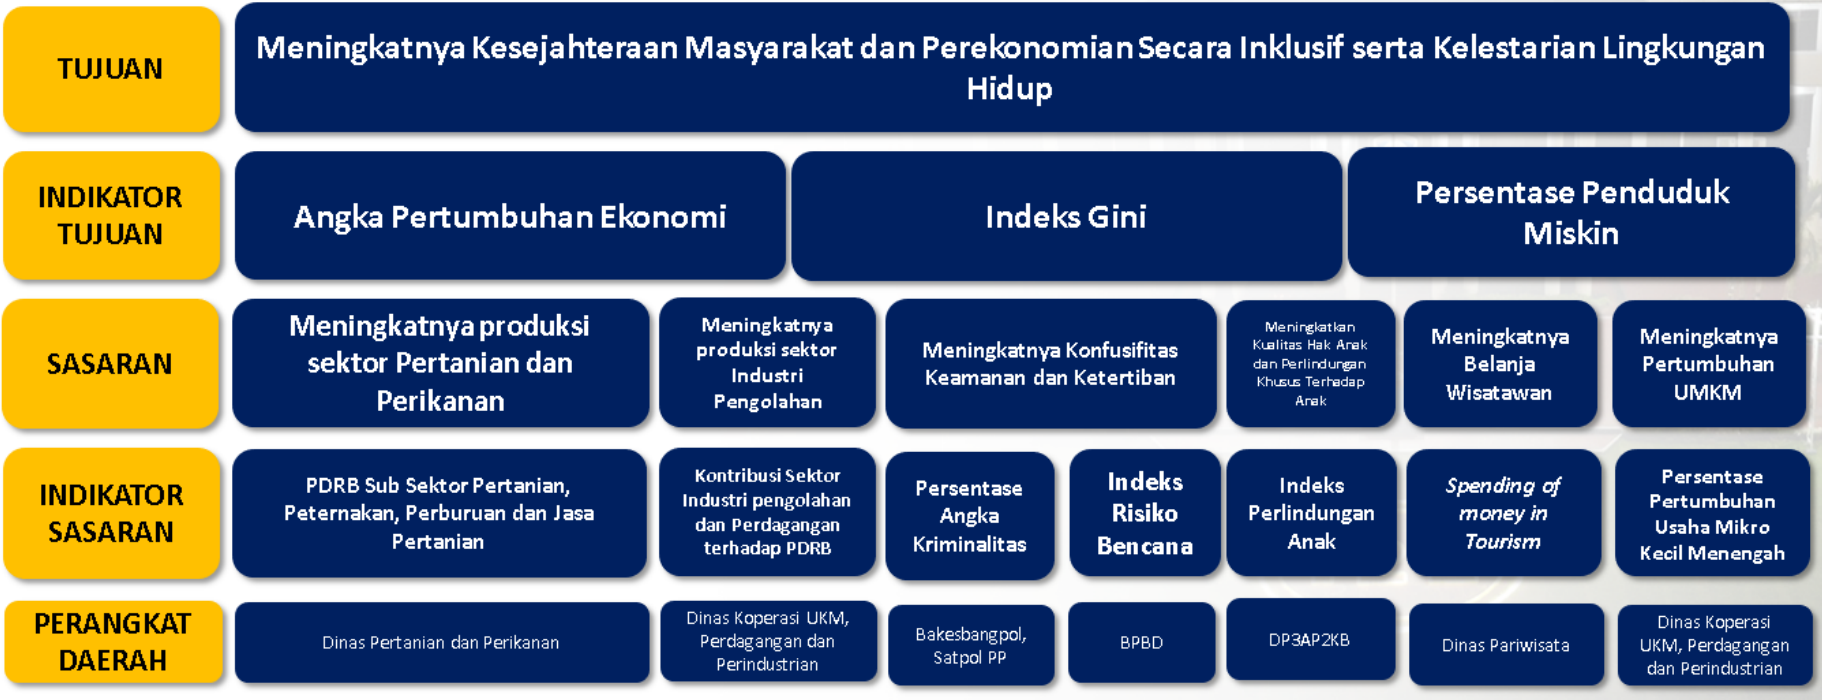 TUJUAN
Meningkatnya Kesejahteraan Masyarakat dan Perekonomian Secara Inklusif serta Kelestarian Lingkungan
Hidup
INDIKATOR
TUJUAN
Angka Pertumbuhan Ekonomi
Indeks Gini
Persentase Penduduk
Miskin
SASARAN
Meningkatnya produksi
sektor Pertanian dan
Perikanan
Meningkatnya
produksi sektor
Industri
Pengolahan
Meningkatnya Konfusifitas
Keamanan dan Ketertiban
Meningkatkan
Kualitas Hak Anak
dan Perlindungan
Khusus Terhadap
Anak
Meningkatnya
Belanja
Wisatawan
Meningkatnya
Pertumbuhan
UMKM
INDIKATOR
SASARAN
PDRB Sub Sektor Pertanian,
Peternakan, Perburuan dan Jasa
Pertanian
Kontribusi Sektor
Industri pengolahan
dan Perdagangan
terhadap PDRB
Persentase
Angka
Kriminalitas
Indeks
Risiko
Bencana
Indeks
Perlindungan
Anak
Spending of
money in
Tourism
Persentase
Pertumbuhan
Usaha Mikro
Kecil Menengah
PERANGKAT
DAERAH
Dinas Pertanian dan Perikanan
Dinas Koperasi UKM,
Perdagangan dan
Perindustrian
Bakesbangpol,
Satpol PP
BPBD
DP3AP2KB
Dinas Pariwisata
Dinas Koperasi
UKM, Perdagangan
dan Perindustrian